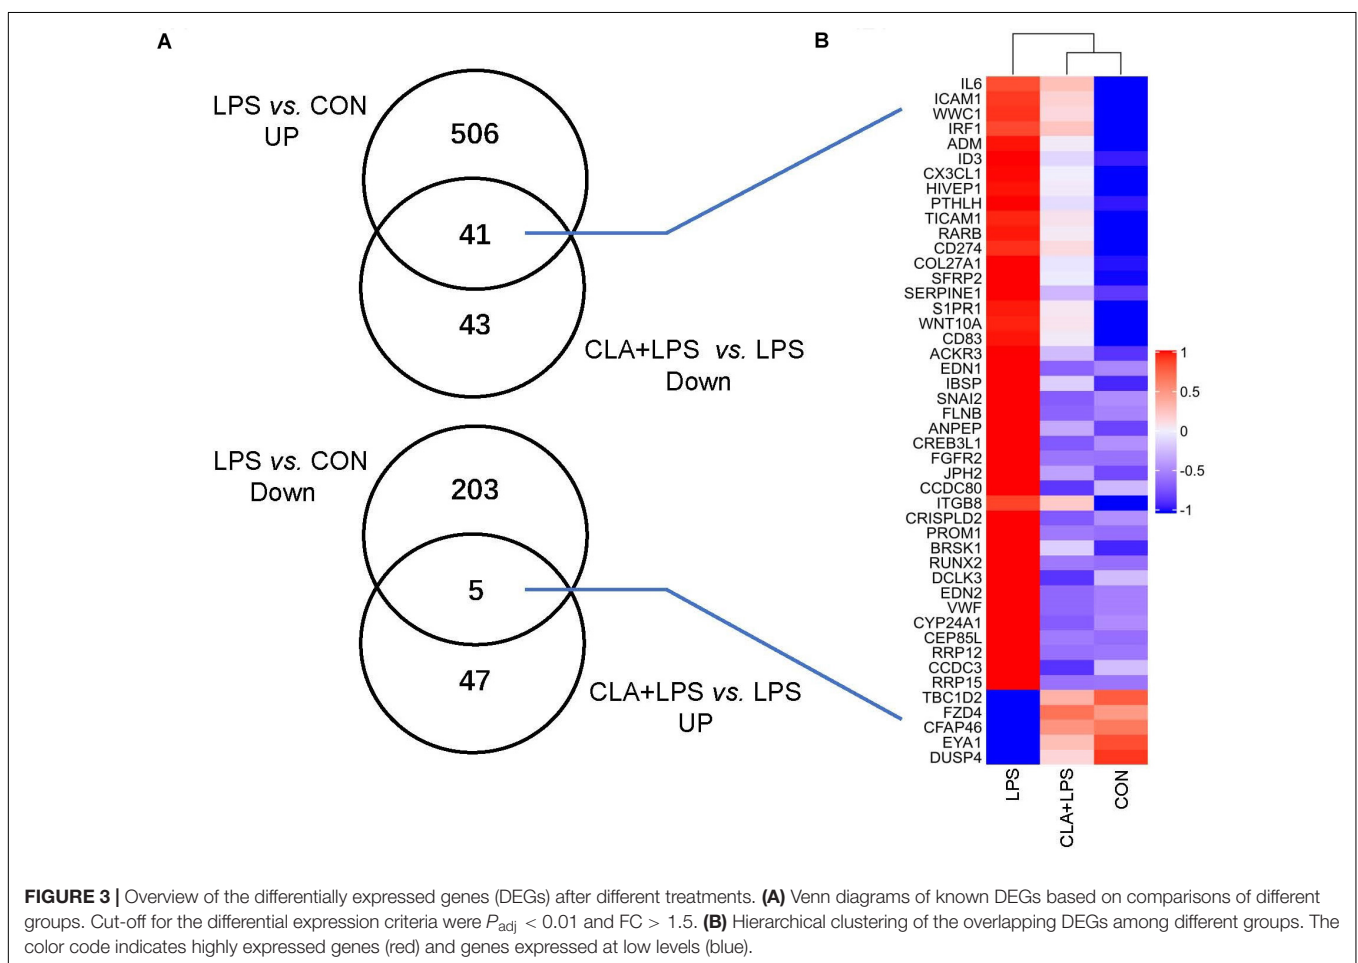 A
LPS vs. CON
UP
506
41
43
CLA+LPS vs. LPS
Down
LPS vs. CON
Down
203
5
47
CLA+LPS vs. LPS
UP
B
IL6
ICAM1
WWC1
IRF1
ADM
ID3
CX3CL1
HIVEP1
PTHLH
TICAM1
RARB
CD274
COL27A1
SFRP2
SERPINE1
S1PR1
WNT10A
CD83
ACKR3
EDN1
IBSP
SNAI2
FLNB
ANPEP
CREB3L1
FGFR2
JPH2
CCDC80
ITGB8
CRISPLD2
PROM1
BRSK1
RUNX2
DCLK3
EDN2
VWF
CYP24A1
CEP85L
RRP12
CCDC3
RRP15
TBC1D2
FZD4
CFAP46
EYA1
DUSP4
LPS
CLA+LPS
CON
1
0.5
0
-0.5
-1
FIGURE 3 | Overview of the differentially expressed genes (DEGs) after different treatments. (A) Venn diagrams of known DEGs based on comparisons of different
groups. Cut-off for the differential expression criteria were Padj < 0.01 and FC > 1.5. (B) Hierarchical clustering of the overlapping DEGs among different groups. The
color code indicates highly expressed genes (red) and genes expressed at low levels (blue).